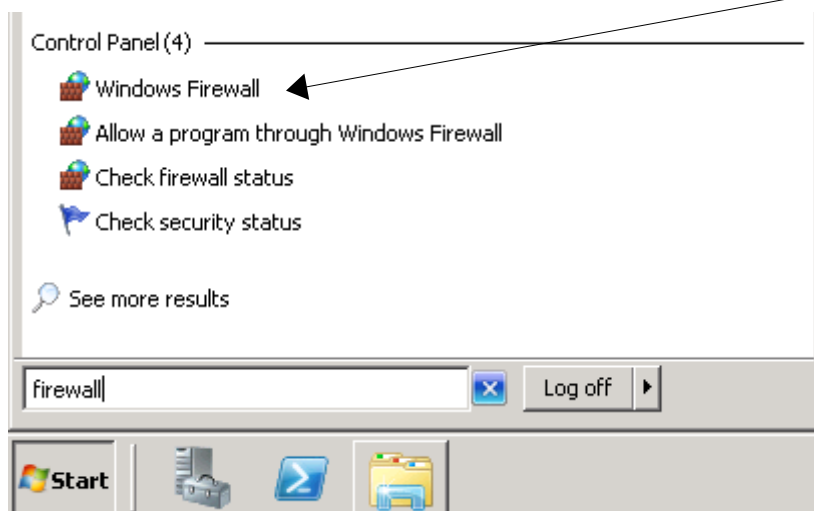 Control Panel (4)
Windows Firewall
Allow a program through Windows Firewall
Check firewall status
Check security status
See more results
firewall
Log off
Start